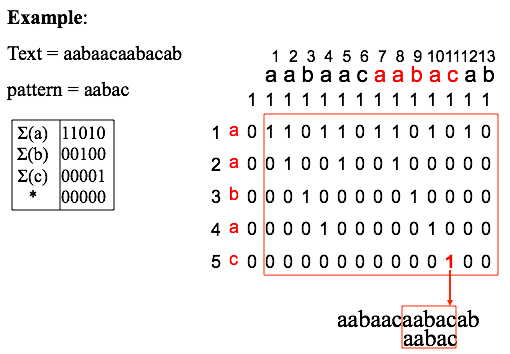 Example:
Text = aabaacaabacab
pattern = aabac
Σ(a) 11010
Σ(b) 00100
Σ(c) 00001
* 00000
1 2 3 4 5 6 7 8 9 10 11 12 13
a a b a a c a a b a c a b
1 1 1 1 1 1 1 1 1 1 1 1 1 1
1 a 0 1 1 0 1 1 0 1 1 0 1 0 1 0
2 a 0 0 1 0 0 1 0 0 1 0 0 0 0 0
3 b 0 0 0 1 0 0 0 0 0 1 0 0 0 0
4 a 0 0 0 0 1 0 0 0 0 0 1 0 0 0
5 c 0 0 0 0 0 0 0 0 0 0 0 1 0 0
aabaacaabacab
aabac